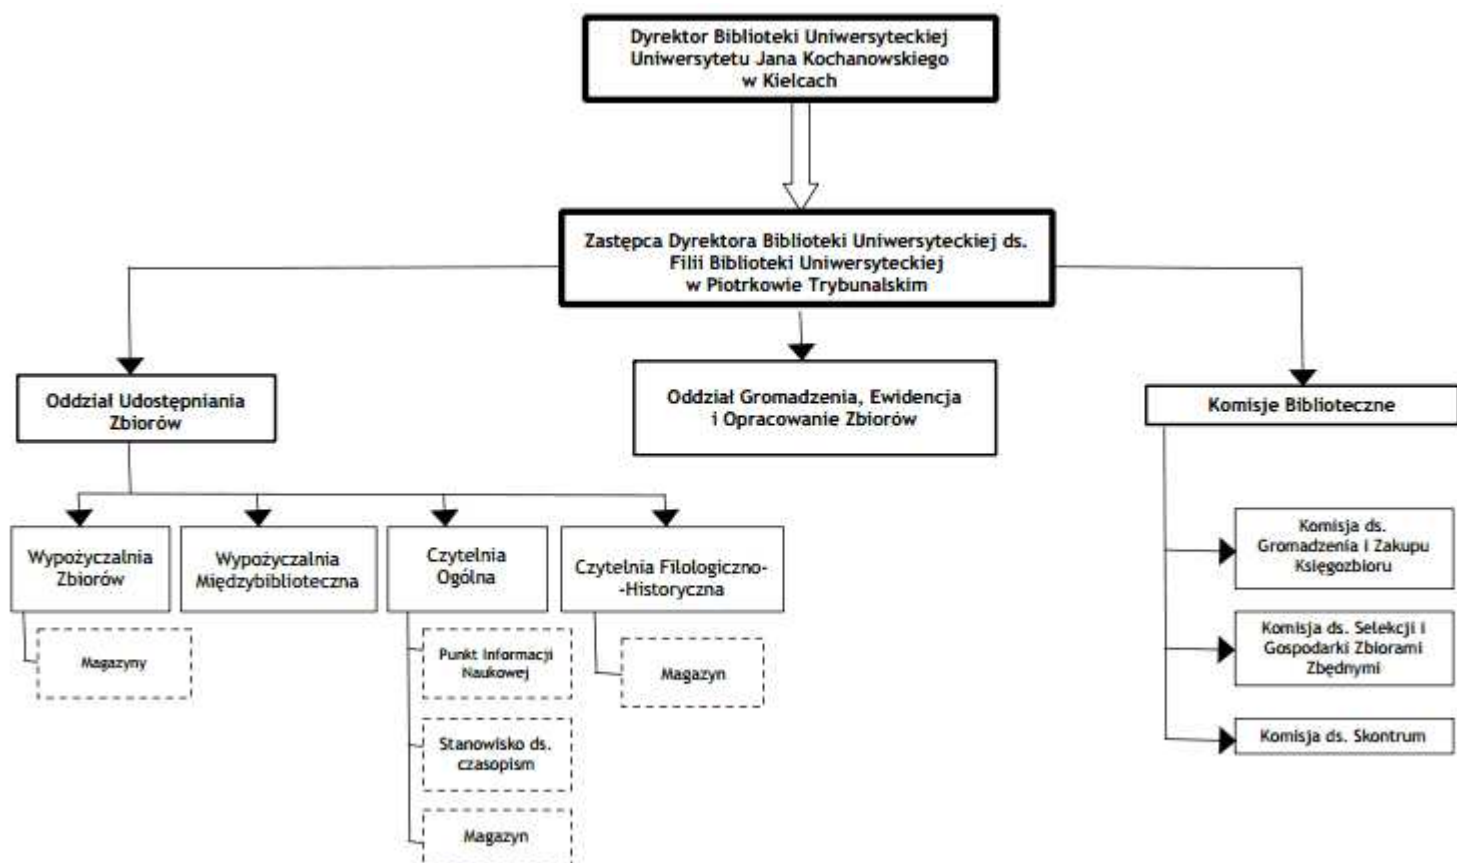 Dyrektor Biblioteki Uniwersyteckiej
Uniwersytetu Jana Kochanowskiego
w Kielcach
Zastępca Dyrektora Biblioteki Uniwersyteckiej ds.
Filii Biblioteki Uniwersyteckiej
w Piotrkowie Trybunalskim
Oddział Udostępniania
Zbiorów
Oddział Gromadzenia, Ewidencja
i Opracowanie Zbiorów
Komisje Biblioteczne
Wypożyczalnia
Zbiorów
Wypożyczalnia
Międzybiblioteczna
Czytelnia
Ogólna
Czytelnia Filologiczno-
-Historyczna
Magazyny
Punkt Informacji
Naukowej
Stanowisko ds.
czasopism
Magazyn
Magazyn
Komisja ds.
Gromadzenia i Zakupu
Księgozbioru
Komisja ds. Selekcji i
Gospodarki Zbiorami
Zbędnymi
Komisja ds. Skontrum